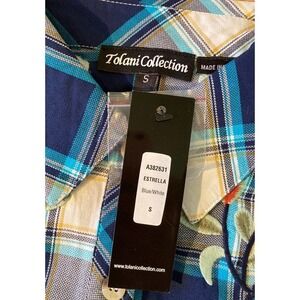 Tolani Collection
S
MADE IN
A382631
ESTRELLA
Blue/White
S
www.tolanicollection.com